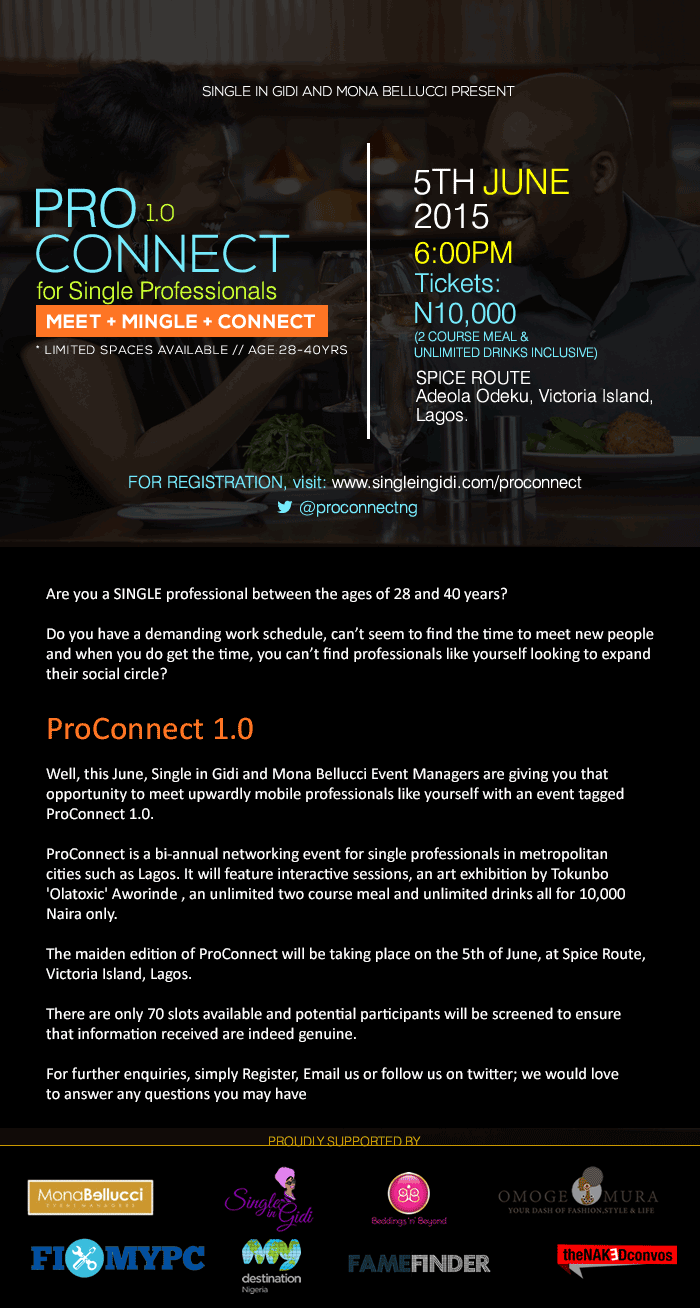 SINGLE IN GIDI AND MONA BELLUCCI PRESENT
PRO 1.0
CONNECT
for Single Professionals
MEET + MINGLE + CONNECT
* LIMITED SPACES AVAILABLE // AGE 28-40YRS
5TH JUNE
2015
6:00PM
Tickets:
N10,000
(2 COURSE MEAL &
UNLIMITED DRINKS INCLUSIVE)
SPICE ROUTE
Adeola Odeku, Victoria Island,
Lagos.
FOR REGISTRATION, visit: www.singleingidi.com/proconnect
@proconnectng
Are you a SINGLE professional between the ages of 28 and 40 years?
Do you have a demanding work schedule, can't seem to find the time to meet new people
and when you do get the time, you can't find professionals like yourself looking to expand
their social circle?
ProConnect 1.0
Well, this June, Single in Gidi and Mona Bellucci Event Managers are giving you that
opportunity to meet upwardly mobile professionals like yourself with an event tagged
ProConnect 1.0.
ProConnect is a bi-annual networking event for single professionals in metropolitan
cities such as Lagos. It will feature interactive sessions, an art exhibition by Tokunbo
'Olatoxic' Aworinde , an unlimited two course meal and unlimited drinks all for 10,000
Naira only.
The maiden edition of ProConnect will be taking place on the 5th of June, at Spice Route,
Victoria Island, Lagos.
There are only 70 slots available and potential participants will be screened to ensure
that information received are indeed genuine.
For further enquiries, simply Register, Email us or follow us on twitter; we would love
to answer any questions you may have
PROUDLY SUPPORTED BY
MonaBellucci
EVENT MANAGERS
Single
in
Gidi
Beddings 'n' Beyond
OMOGE MURA
YOUR DASH OF FASHION,STYLE & LIFE
FIXMYPC
my
destination
Nigeria
FAMEFINDER
theNAK3Dconvos